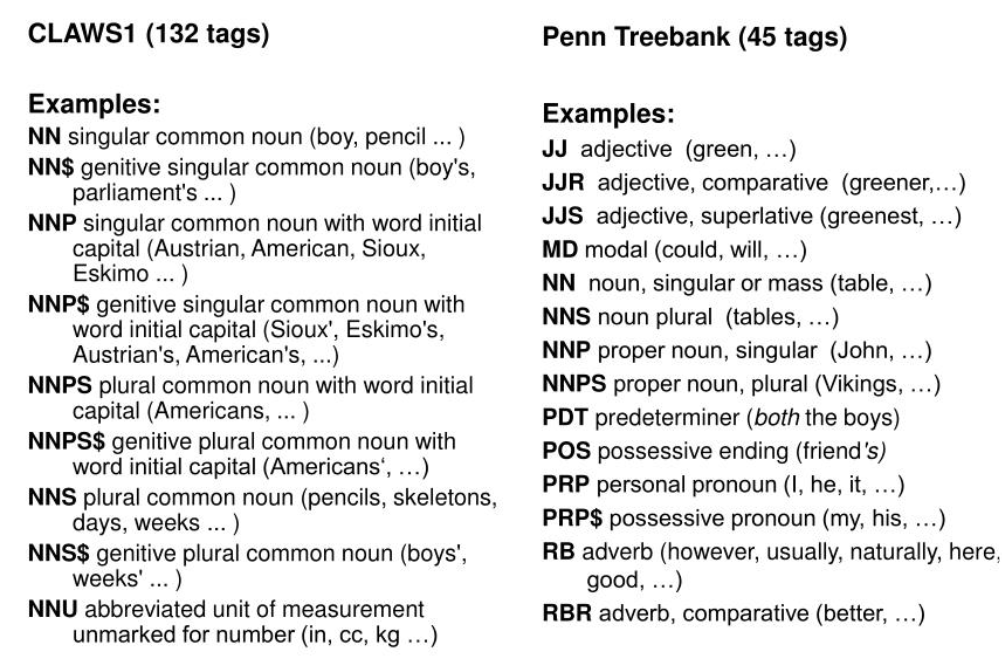 CLAWS1 (132 tags)
Examples:
NN singular common noun (boy, pencil ... )
NN$ genitive singular common noun (boy's,
parliament's ... )
NNP singular common noun with word initial
capital (Austrian, American, Sioux,
Eskimo ... )
NNP$ genitive singular common noun with
word initial capital (Sioux', Eskimo's,
Austrian's, American's, ...)
NNPS plural common noun with word initial
capital (Americans, ... )
NNPS$ genitive plural common noun with
word initial capital (Americans‘, …)
NNS plural common noun (pencils, skeletons,
days, weeks ... )
NNS$ genitive plural common noun (boys',
weeks' ... )
NNU abbreviated unit of measurement
unmarked for number (in, cc, kg …)
Penn Treebank (45 tags)
Examples:
JJ adjective (green, …)
JJR adjective, comparative (greener,…)
JJS adjective, superlative (greenest, …)
MD modal (could, will, …)
NN noun, singular or mass (table, …)
NNS noun plural (tables, …)
NNP proper noun, singular (John, …)
NNPS proper noun, plural (Vikings, …)
PDT predeterminer (both the boys)
POS possessive ending (friend's)
PRP personal pronoun (I, he, it, …)
PRP$ possessive pronoun (my, his, …)
RB adverb (however, usually, naturally, here,
good, …)
RBR adverb, comparative (better, …)